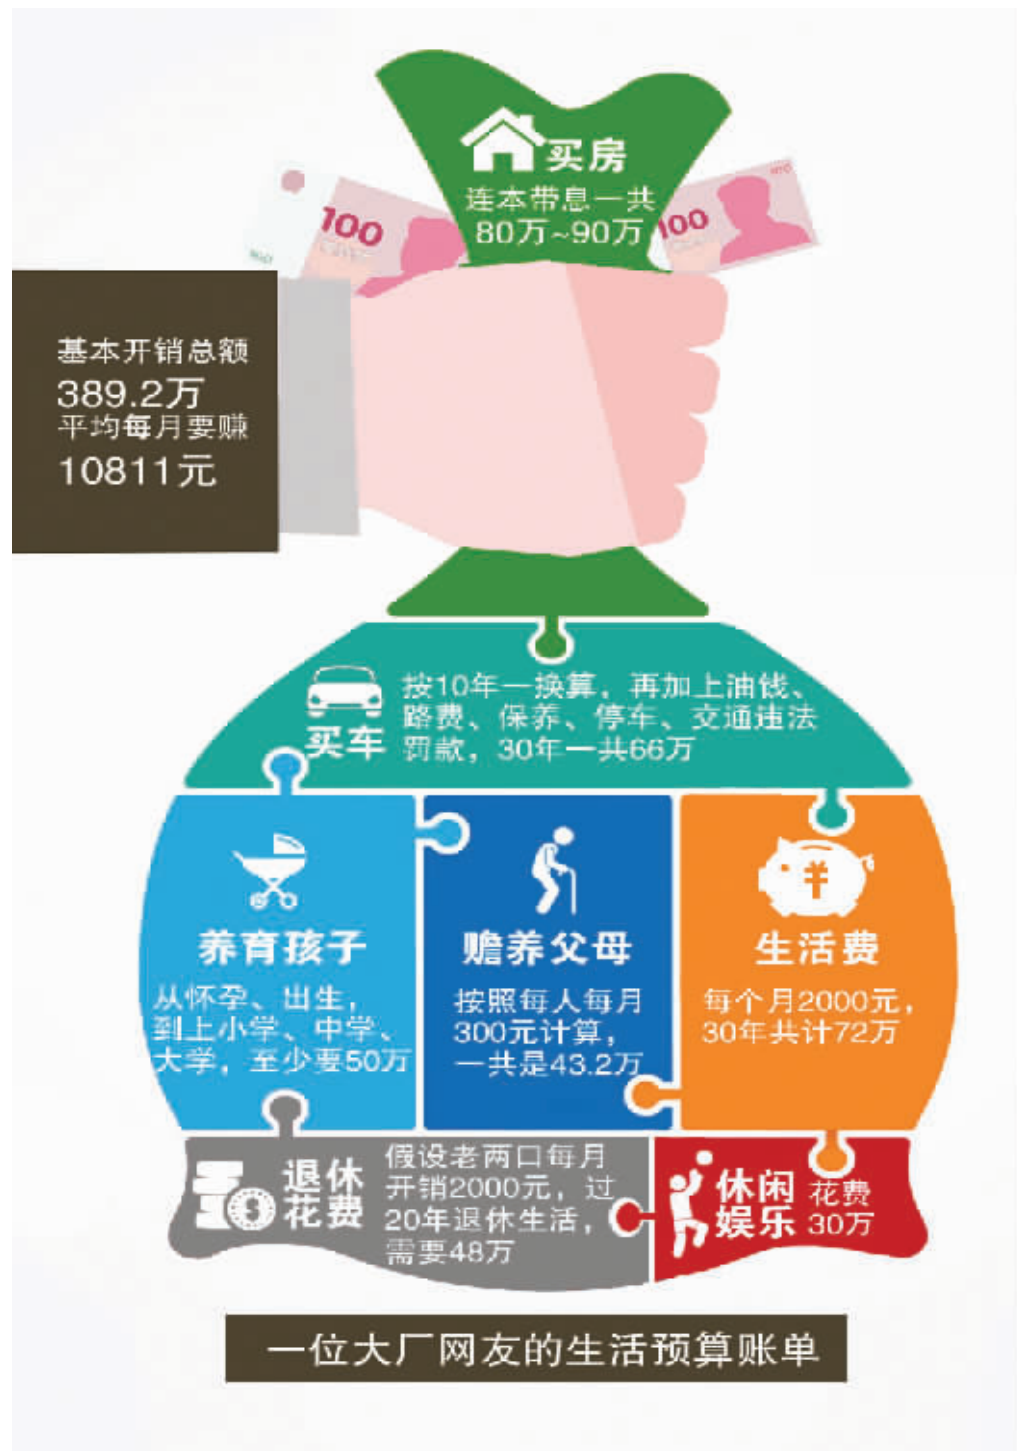 买房
连本带息一共
80万~90万
100
100
基本开销总额
389.2万
平均每月要赚
10811元
买车
按10年一换算，再加上油钱、
路费、保养、停车、交通违法
罚款，30年一共66万
养育孩子
从怀孕、出生，
到上小学、中学、
大学，至少要50万
赡养父母
按照每人每月
300元计算，
一共是43.2万
生活费
每个月2000元，
30年共计72万
退休
花费
假设老两口每月
开销2000元，过
20年退休生活，
需要48万
休闲
娱乐
花费
30万
一位大厂网友的生活预算账单